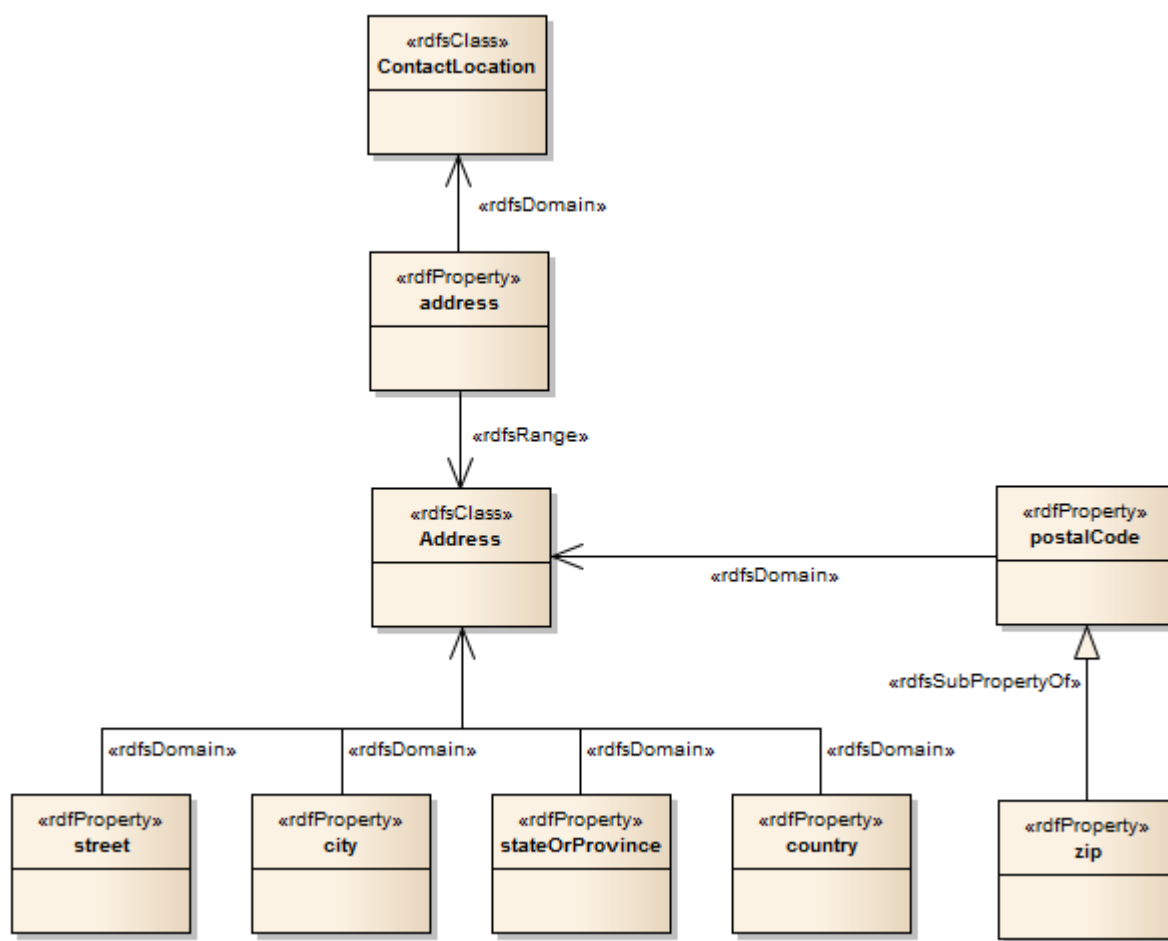 «rdfsClass»
ContactLocation
«rdfsDomain»
«rdfProperty»
address
«rdfsRange»
«rdfsClass»
Address
«rdfsDomain»
«rdfProperty»
postalCode
«rdfsSubPropertyOf»
«rdfsDomain»
«rdfsDomain»
«rdfsDomain»
«rdfsDomain»
«rdfProperty»
street
«rdfProperty»
city
«rdfProperty»
stateOrProvince
«rdfProperty»
country
«rdfProperty»
zip